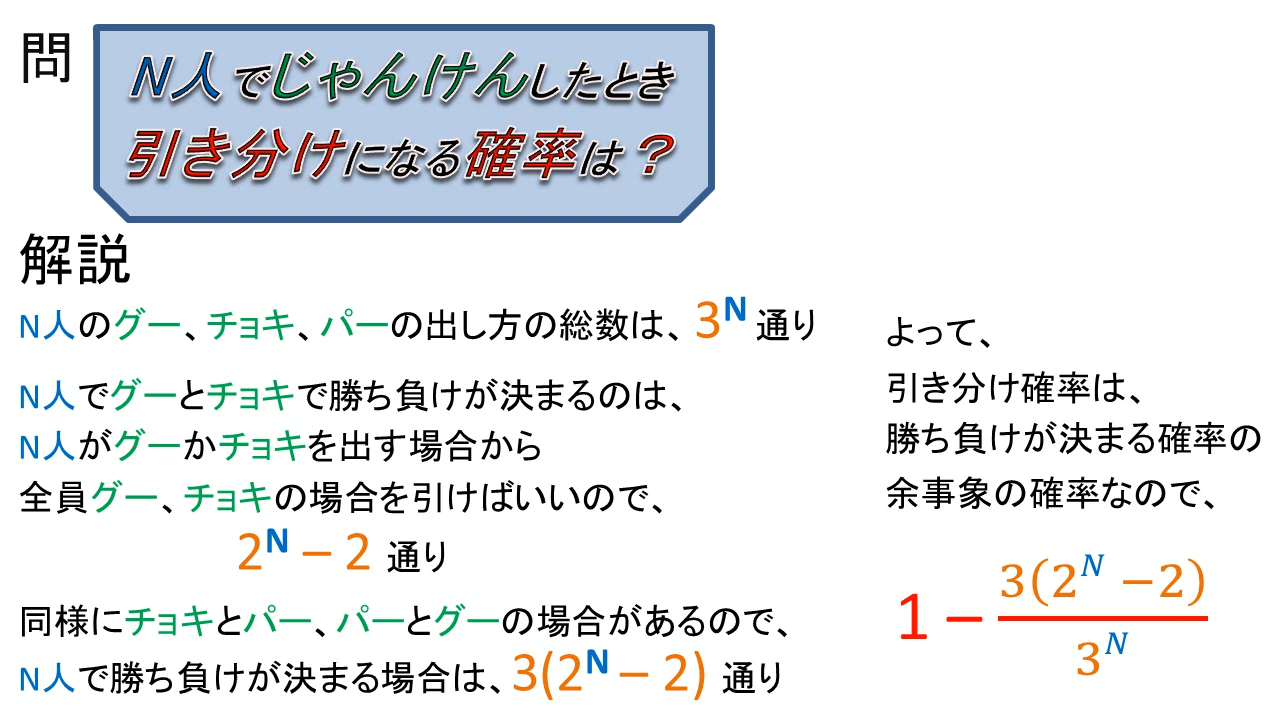 問
N人でじゃんけんしたとき
引き分けになる確率は？
解説
N人のグー、チョキ、パーの出し方の総数は、3^N 通り
N人でグーとチョキで勝ち負けが決まるのは、
N人がグーかチョキを出す場合から
全員グー、チョキの場合を引けばいいので、
2^N − 2 通り
同様にチョキとパー、パーとグーの場合があるので、
N人で勝ち負けが決まる場合は、3(2^N − 2) 通り
よって、
引き分け確率は、
勝ち負けが決まる確率の
余事象の確率なので、
1 − 3(2^N − 2) / 3^N